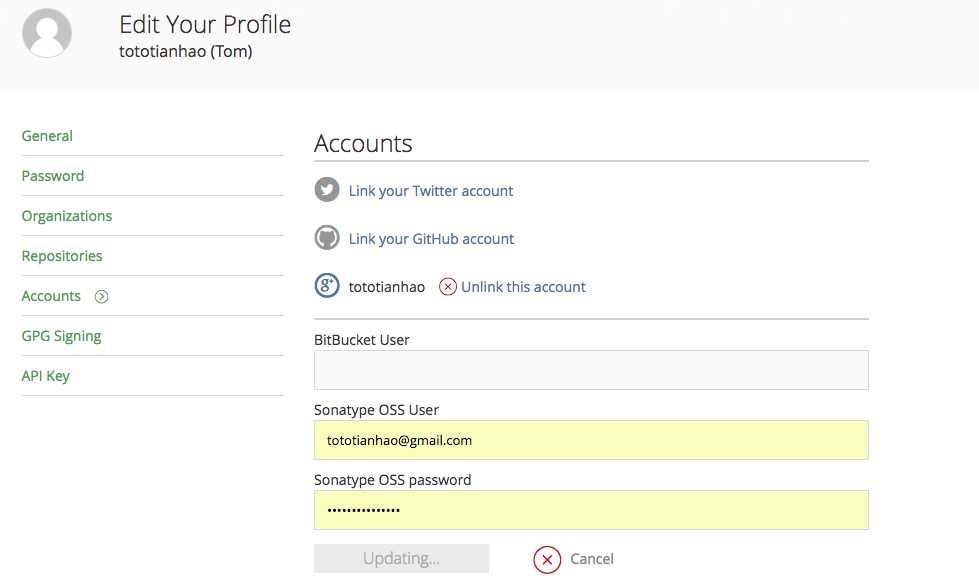 Edit Your Profile
tototianhao (Tom)
General
Password
Organizations
Repositories
Accounts
GPG Signing
API Key
Accounts
Link your Twitter account
Link your GitHub account
g+ tototianhao Unlink this account
BitBucket User
Sonatype OSS User
tototianhao@gmail.com
Sonatype OSS password
•••••••••••••••
Updating...
Cancel